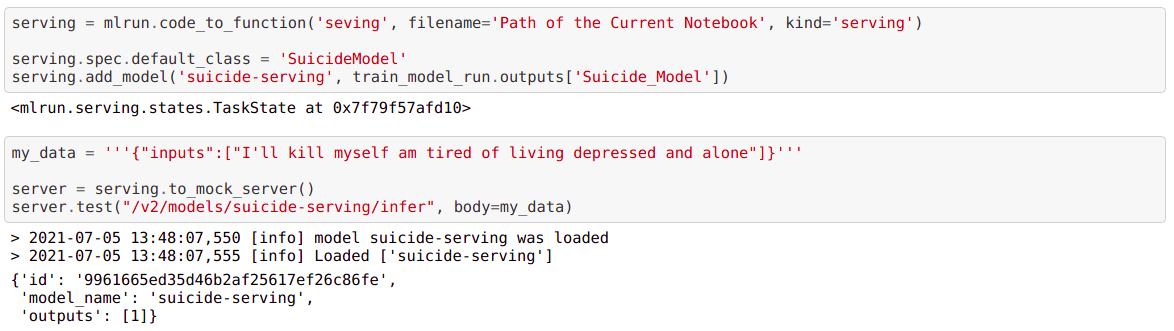 serving = mlrun.code_to_function('seving', filename='Path of the Current Notebook', kind='serving')
serving.spec.default_class = 'SuicideModel'
serving.add_model('suicide-serving', train_model_run.outputs['Suicide_Model'])
<mlrun.serving.states.TaskState at 0x7f79f57afd10>
my_data = '''{"inputs":["I'll kill myself am tired of living depressed and alone"]}'''
server = serving.to_mock_server()
server.test("/v2/models/suicide-serving/infer", body=my_data)
> 2021-07-05 13:48:07,550 [info] model suicide-serving was loaded
> 2021-07-05 13:48:07,555 [info] Loaded ['suicide-serving']
{'id': '9961665ed35d46b2af25617ef26c86fe',
 'model_name': 'suicide-serving',
 'outputs': [1]}